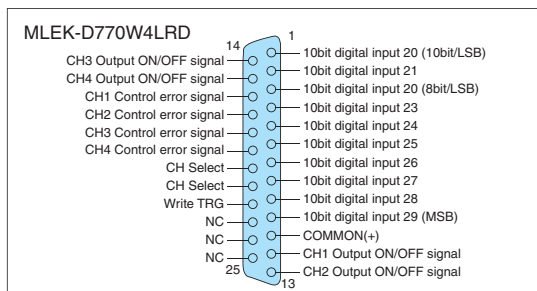 MLEK-D770W4LRD
14
1
CH3 Output ON/OFF signal
CH4 Output ON/OFF signal
CH1 Control error signal
CH2 Control error signal
CH3 Control error signal
CH4 Control error signal
CH Select
CH Select
Write TRG
NC
NC
NC
25
10bit digital input 20 (10bit/LSB)
10bit digital input 21
10bit digital input 20 (8bit/LSB)
10bit digital input 23
10bit digital input 24
10bit digital input 25
10bit digital input 26
10bit digital input 27
10bit digital input 28
10bit digital input 29 (MSB)
COMMON(+)
CH1 Output ON/OFF signal
CH2 Output ON/OFF signal
13